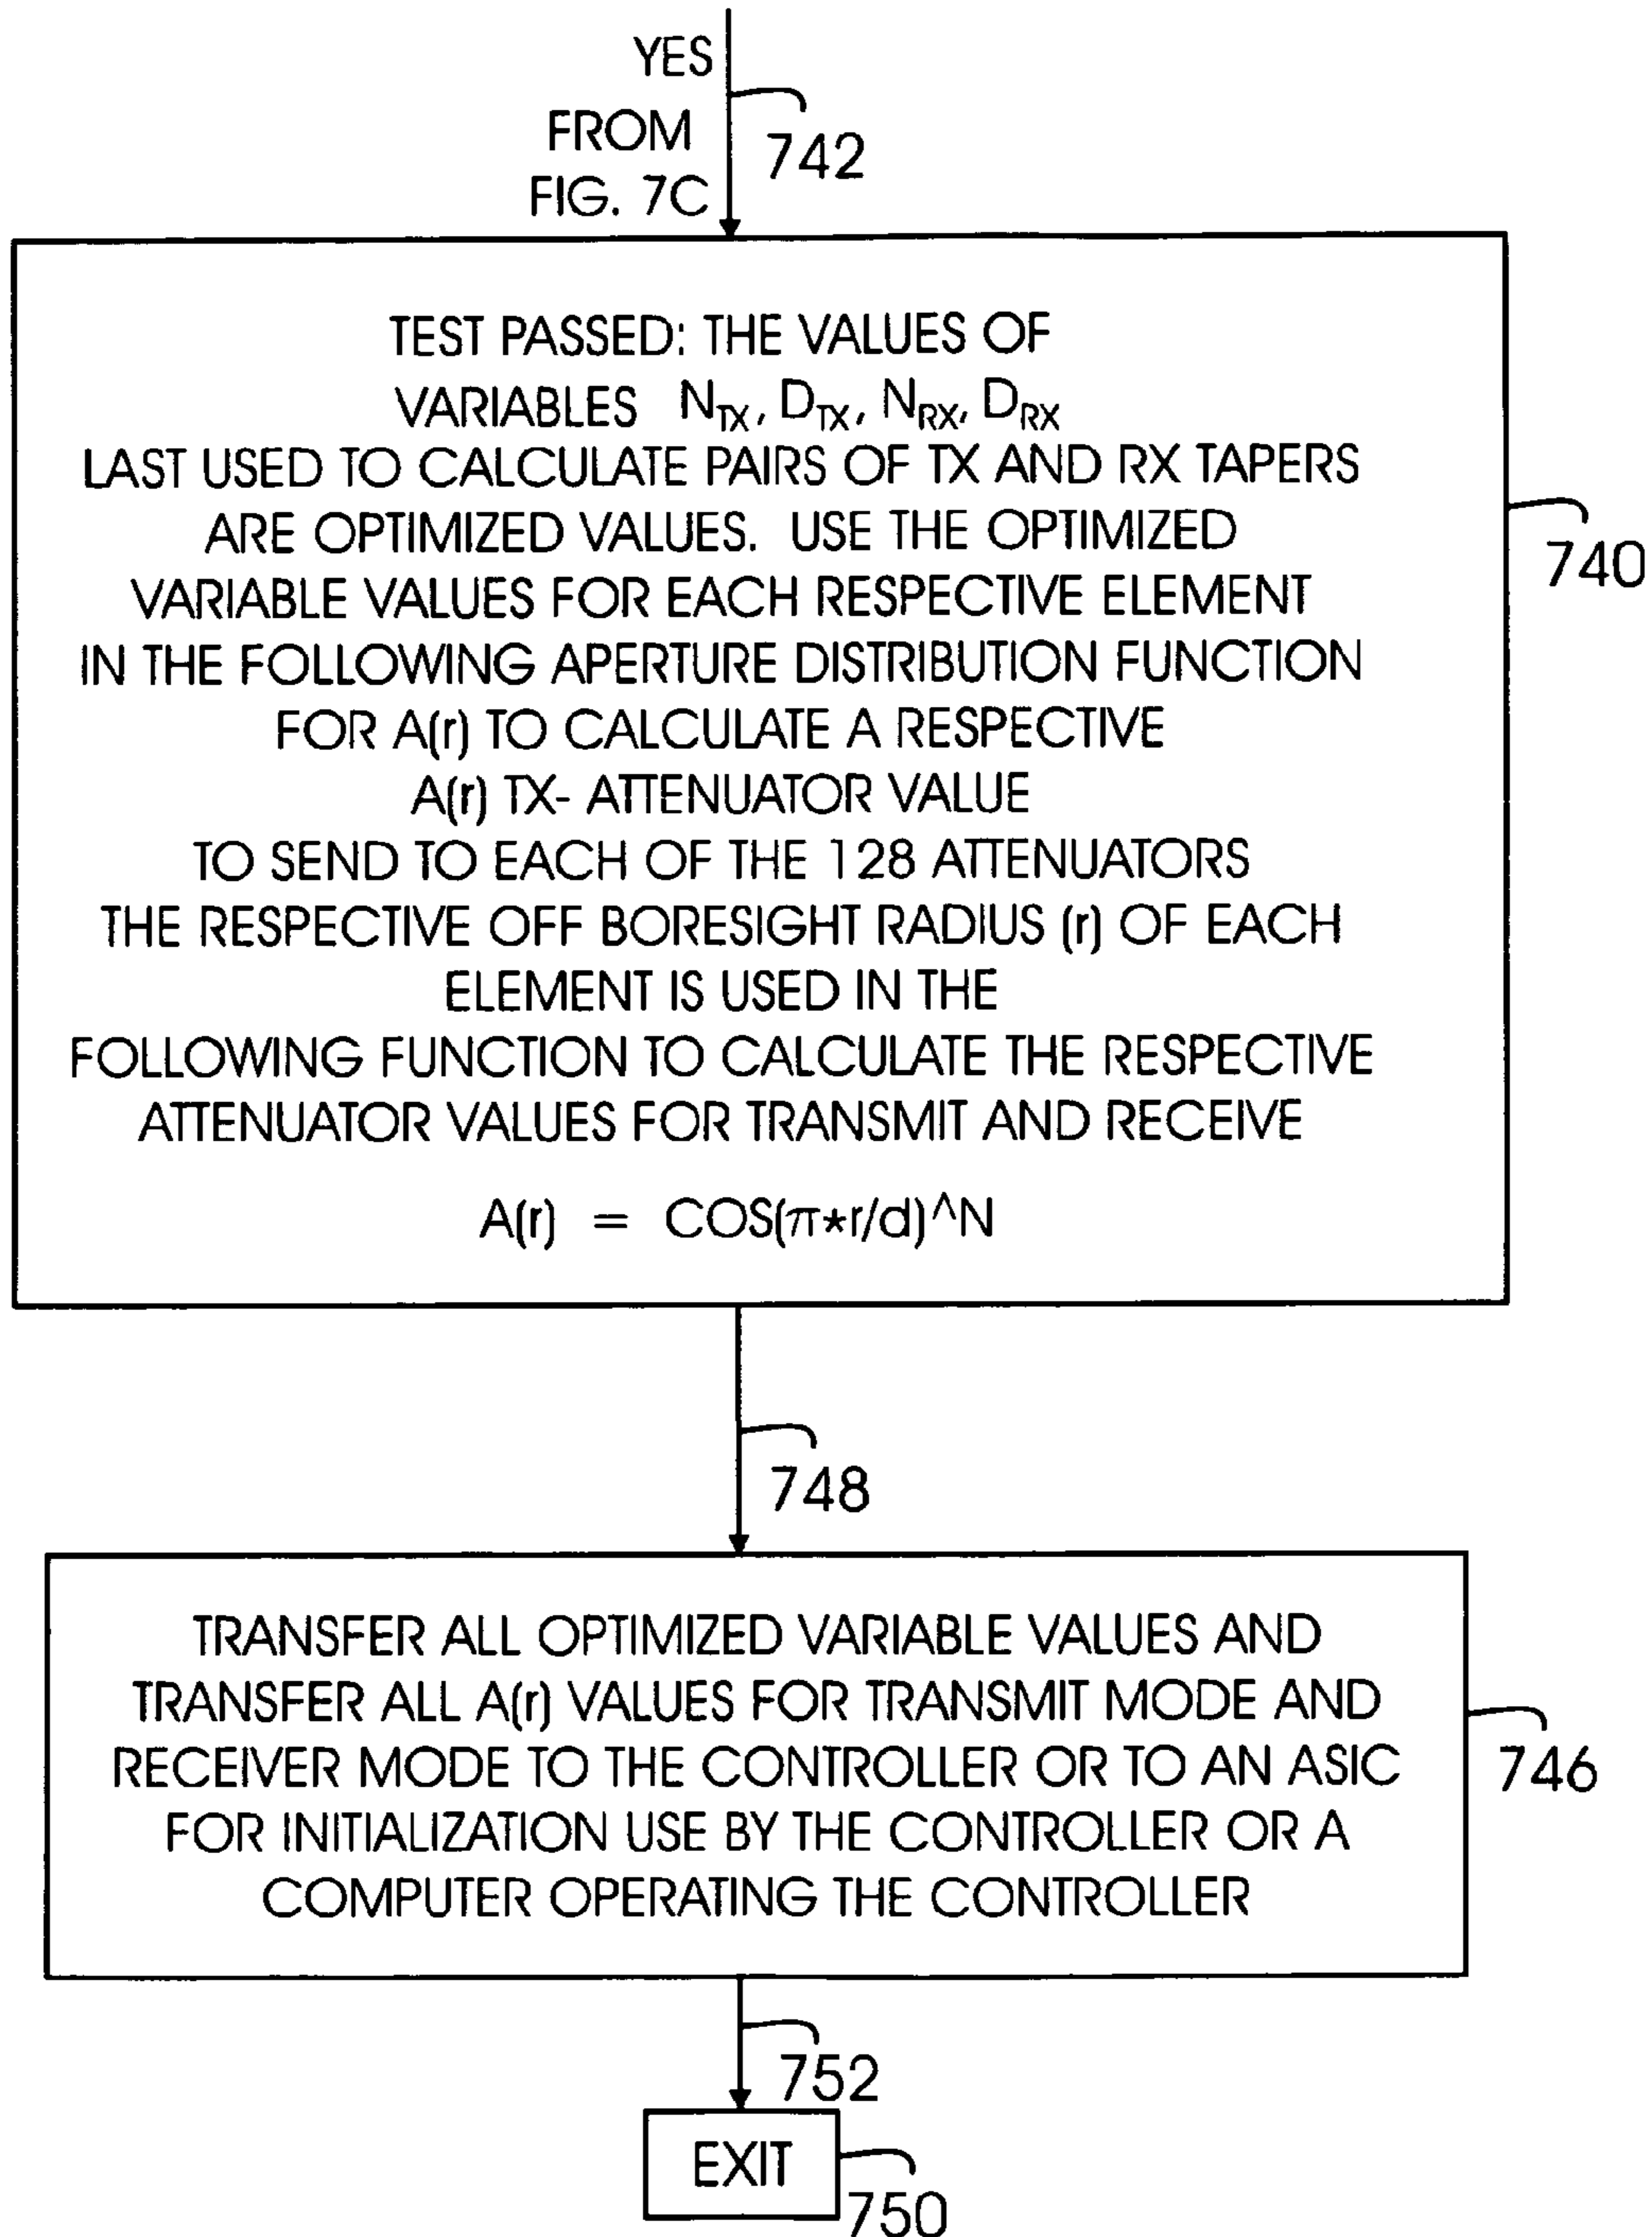 YES
FROM
FIG. 7C
742
TEST PASSED: THE VALUES OF
VARIABLES N_TX, D_TX, N_RX, D_RX
LAST USED TO CALCULATE PAIRS OF TX AND RX TAPERS
ARE OPTIMIZED VALUES. USE THE OPTIMIZED
VARIABLE VALUES FOR EACH RESPECTIVE ELEMENT
IN THE FOLLOWING APERTURE DISTRIBUTION FUNCTION
FOR A(r) TO CALCULATE A RESPECTIVE
A(r) TX- ATTENUATOR VALUE
TO SEND TO EACH OF THE 128 ATTENUATORS
THE RESPECTIVE OFF BORESIGHT RADIUS (r) OF EACH
ELEMENT IS USED IN THE
FOLLOWING FUNCTION TO CALCULATE THE RESPECTIVE
ATTENUATOR VALUES FOR TRANSMIT AND RECEIVE
A(r) = COS(π*r/d)^N
740
748
TRANSFER ALL OPTIMIZED VARIABLE VALUES AND
TRANSFER ALL A(r) VALUES FOR TRANSMIT MODE AND
RECEIVER MODE TO THE CONTROLLER OR TO AN ASIC
FOR INITIALIZATION USE BY THE CONTROLLER OR A
COMPUTER OPERATING THE CONTROLLER
746
752
EXIT
750